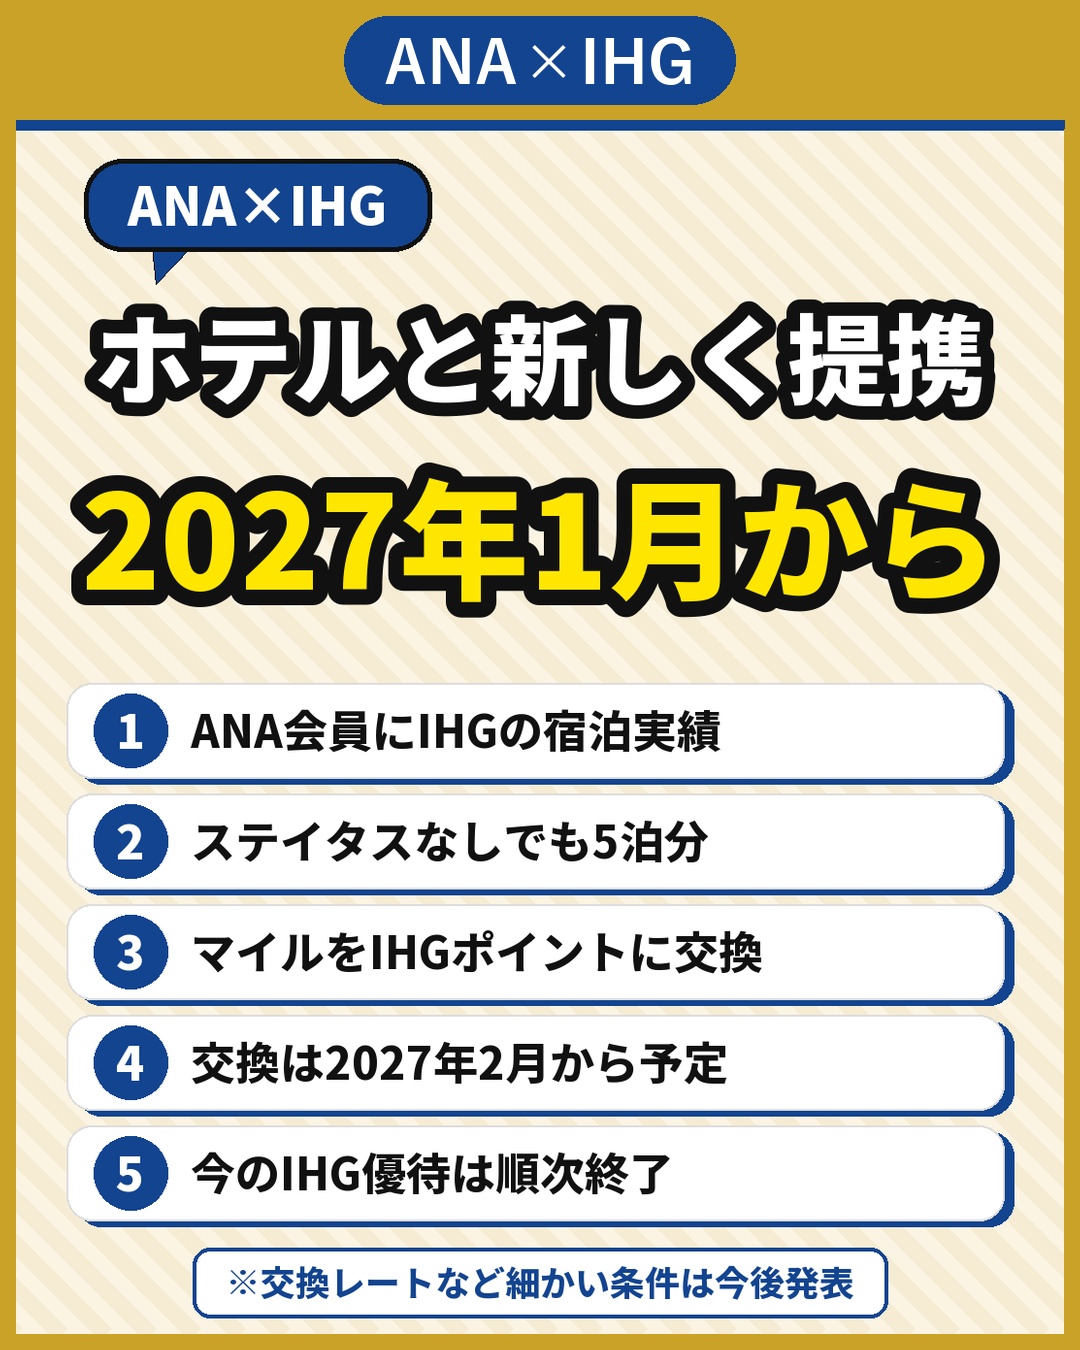 ANA×IHG
ANA×IHG
ホテルと新しく提携
2027年1月から
1 ANA会員にIHGの宿泊実績
2 ステイタスなしでも5泊分
3 マイルをIHGポイントに交換
4 交換は2027年2月から予定
5 今のIHG優待は順次終了
※交換レートなど細かい条件は今後発表